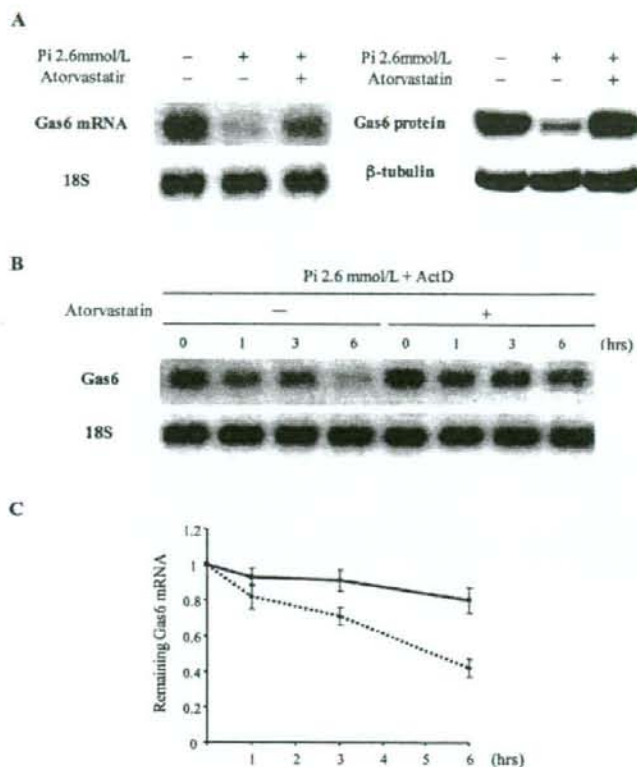 A
Pi 2.6mmol/L − + + Pi 2.6mmol/L − + +
Atorvastatir − − + Atorvastatin − − +
Gas6 mRNA Gas6 protein
18S β-tubulin
B
Pi 2.6 mmol/L + ActD
Atorvastatin − +
0 1 3 6 0 1 3 6 (hrs)
Gas6
18S
C
Remaining Gas6 mRNA
1.2
1
0.8
0.6
0.4
0.2
0
1 2 3 4 5 6 (hrs)